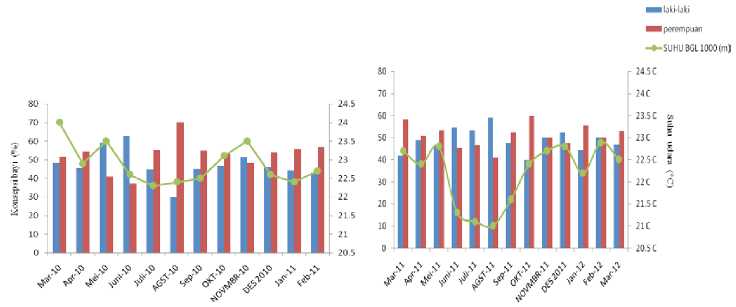 laki-laki
perempuan
SUHU BGL 1000 (m)
Konsepsi bayi (%)
80
70
60
50
40
30
20
10
0
24.5
24
23.5
23
22.5
22
21.5
21
20.5
Mar-10
Apr-10
Mei-10
Juni-10
Juli-10
AGST-10
Sep-10
OKT-10
NOVMBR-10
DES 2010
Jan-11
Feb-11
80
70
60
50
40
30
20
10
0
24.5 C
24 C
23.5 C
23 C
22.5 C
22 C
21.5 C
21 C
20.5 C
Suhu udara (°C)
Mar-11
Apr-11
Mei-11
Juni-11
Juli-11
AGST-11
Sep-11
OKT-11
NOVMBR-11
DES 2011
Jan-12
Feb-12
Mar-12